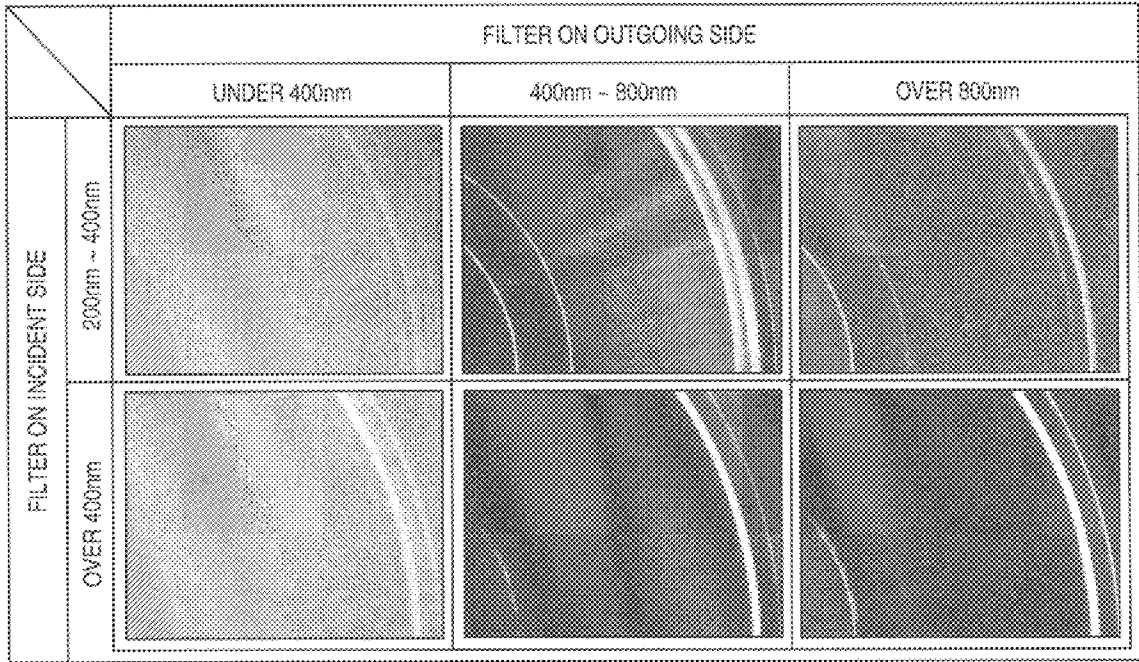 FILTER ON OUTGOING SIDE
UNDER 400nm
400nm ~ 800nm
OVER 800nm
FILTER ON INCIDENT SIDE
200nm ~ 400nm
OVER 400nm